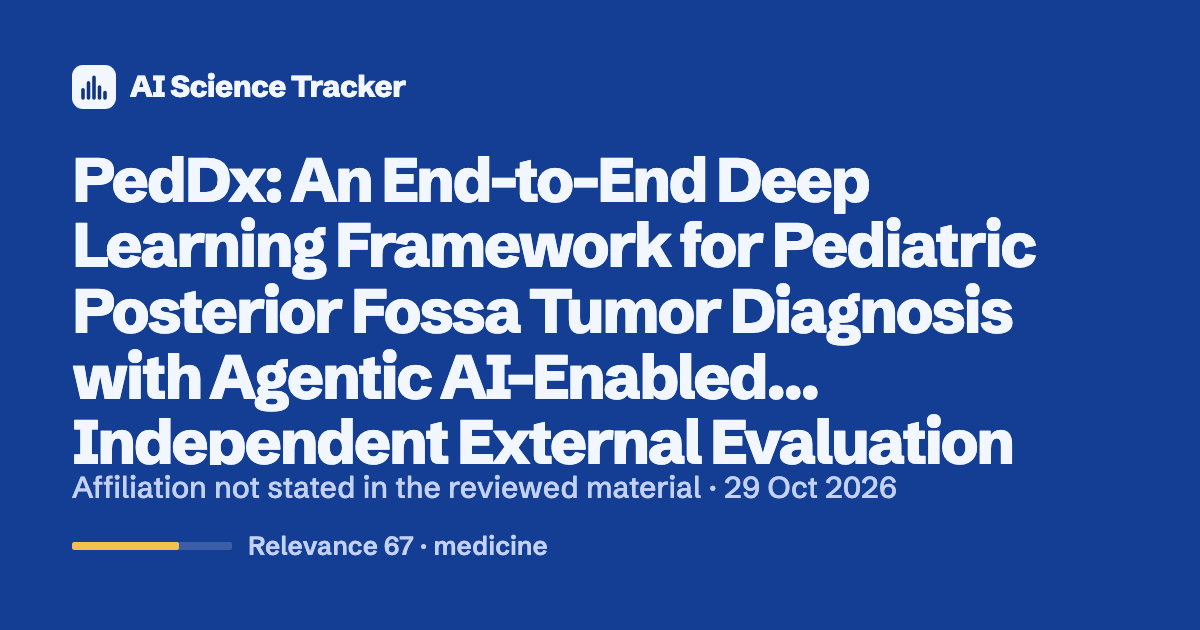 AI Science Tracker
PedDx: An End-to-End Deep
Learning Framework for Pediatric
Posterior Fossa Tumor Diagnosis
with Agentic AI-Enabled...
Independent External Evaluation
Affiliation not stated in the reviewed material · 29 Oct 2026
Relevance 67 · medicine